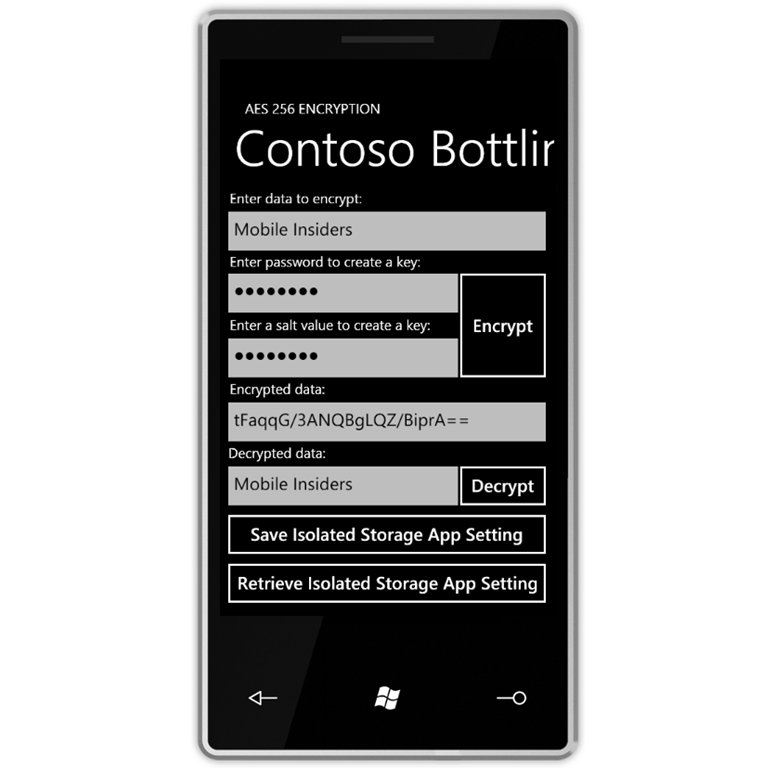 AES 256 ENCRYPTION
Contoso Bottlin
Enter data to encrypt:
Mobile Insiders
Enter password to create a key:
••••••••
Encrypt
Enter a salt value to create a key:
••••••••
Encrypted data:
tFaqqG/3ANQBgLQZ/BiprA==
Decrypted data:
Mobile Insiders
Decrypt
Save Isolated Storage App Setting
Retrieve Isolated Storage App Setting